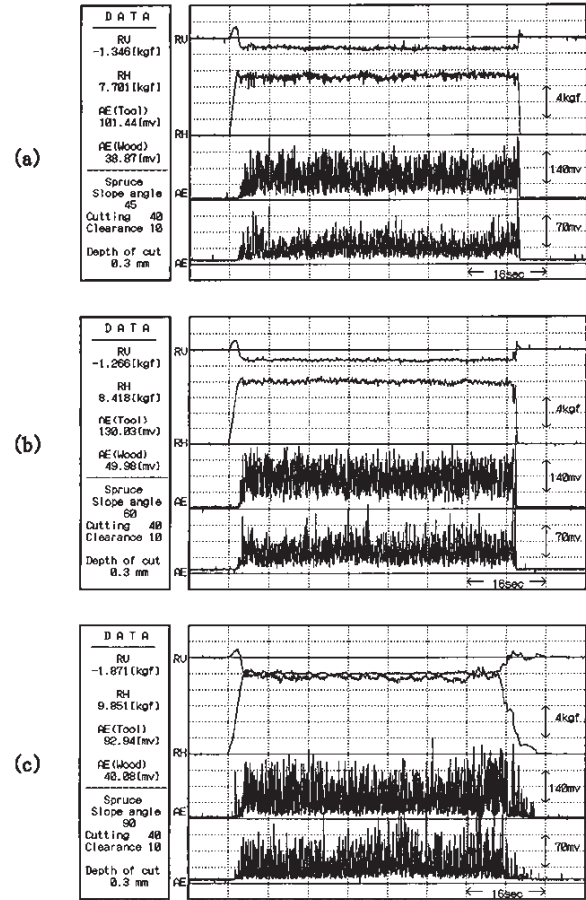 (a)
DATA
RV
-1.346[kgf]
RH
7.701[kgf]
AE(Tool)
101.44[mv]
AE(Wood)
38.87[mv]
Spruce
Slope angle
45
Cutting 40
Clearance 10
Depth of cut
0.3 mm
RV
RH
AE
AE
4kgf
140mv
70mv
16sec
(b)
DATA
RV
-1.266[kgf]
RH
8.418[kgf]
AE(Tool)
130.03[mv]
AE(Wood)
49.98[mv]
Spruce
Slope angle
60
Cutting 40
Clearance 10
Depth of cut
0.3 mm
RV
RH
AE
AE
4kgf
140mv
70mv
16sec
(c)
DATA
RV
-1.871[kgf]
RH
9.851[kgf]
AE(Tool)
92.94[mv]
AE(Wood)
40.08[mv]
Spruce
Slope angle
90
Cutting 40
Clearance 10
Depth of cut
0.3 mm
RV
RH
AE
AE
4kgf
140mv
70mv
16sec